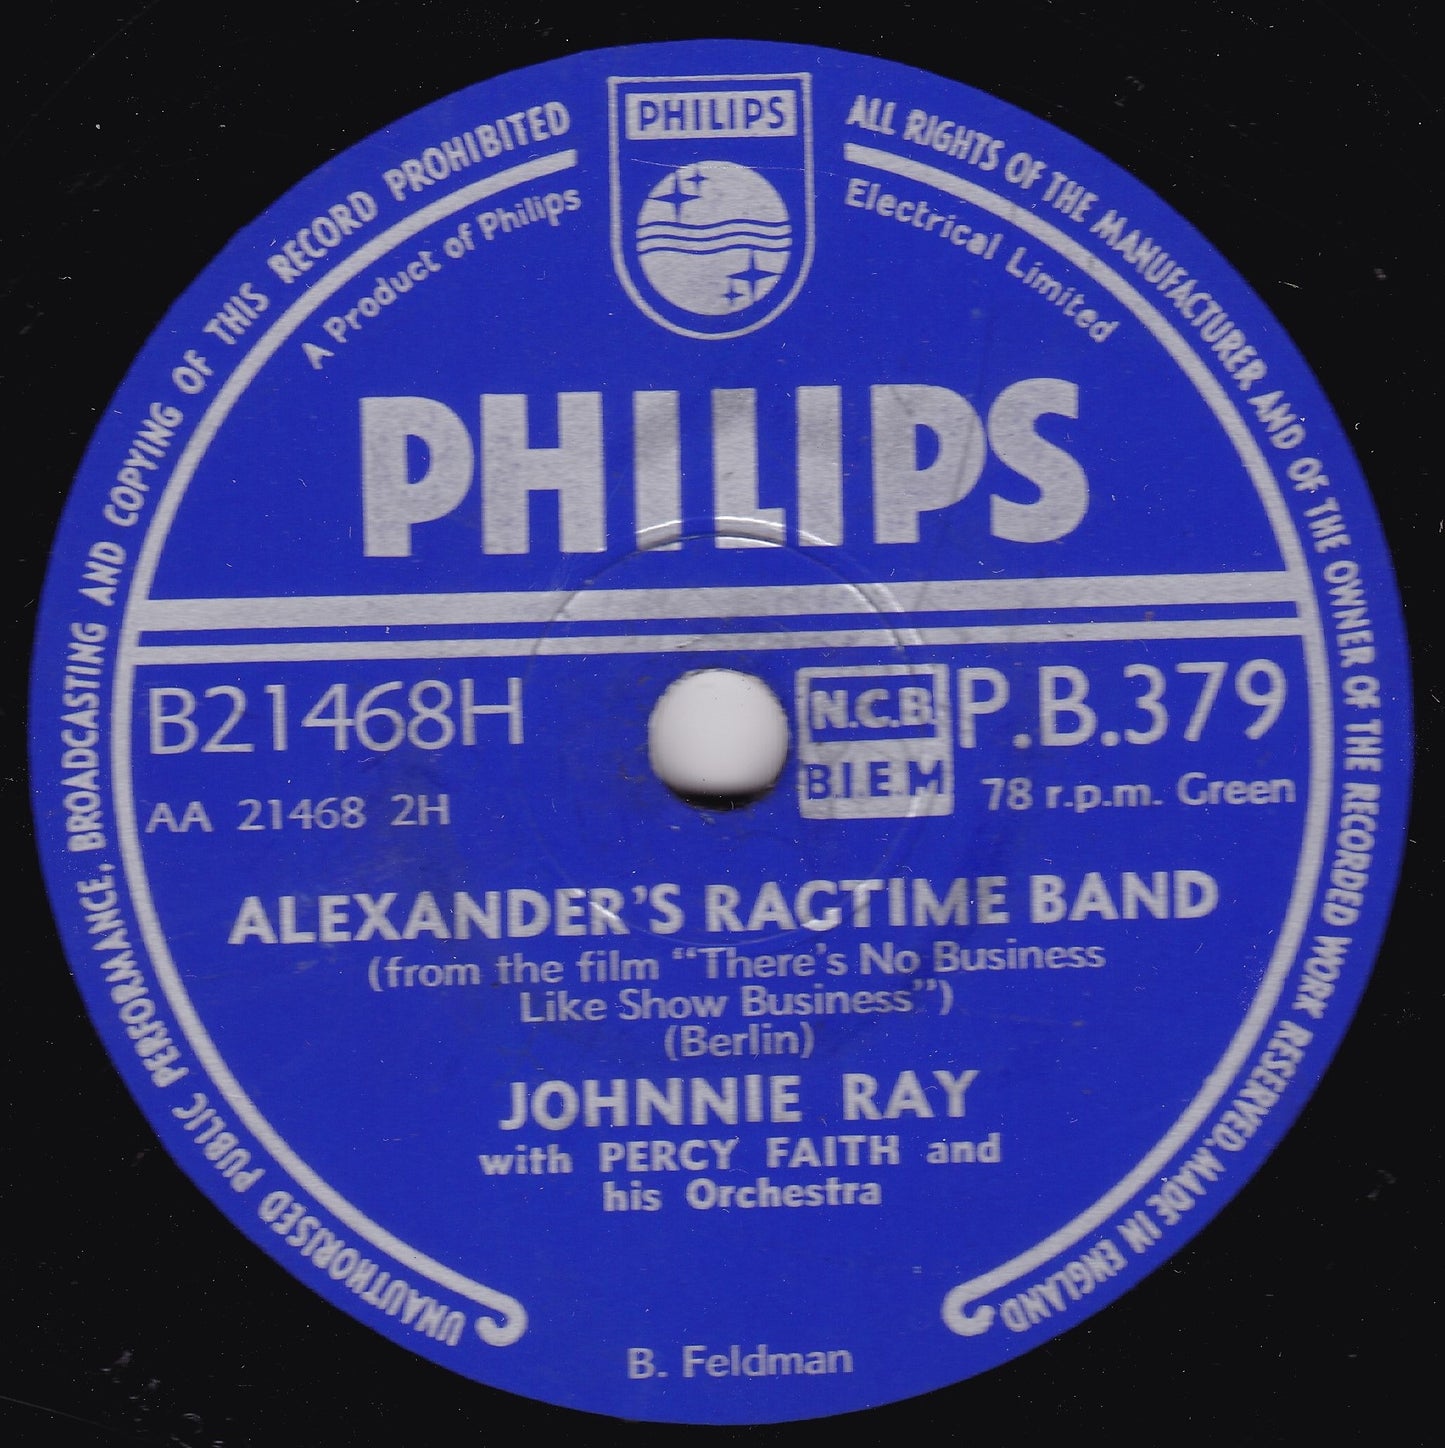 UNAUTHORISED PUBLIC PERFORMANCE, BROADCASTING AND COPYING OF THIS RECORD PROHIBITED
ALL RIGHTS OF THE MANUFACTURER AND OF THE OWNER OF THE RECORDED WORK RESERVED. MADE IN ENGLAND
PHILIPS
A Product of Philips
Electrical Limited
PHILIPS
B21468H
N.C.B.
P.B.379
AA 21468 2H
B.I.E.M
78 r.p.m. Green
ALEXANDER'S RAGTIME BAND
(from the film "There's No Business
Like Show Business")
(Berlin)
JOHNNIE RAY
with PERCY FAITH and
his Orchestra
B. Feldman